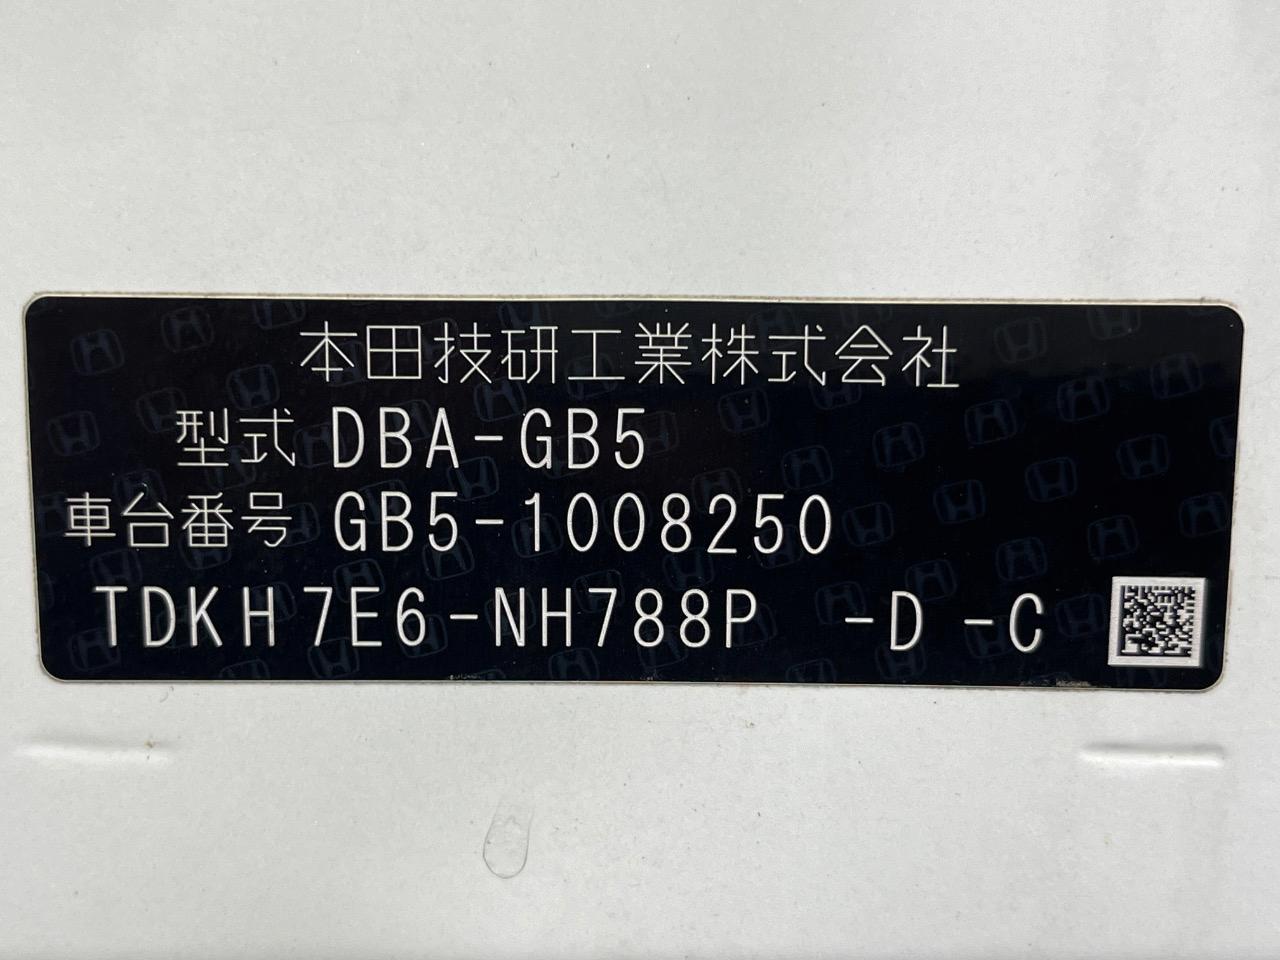 本田技研工業株式会社
型式 DBA-GB5
車台番号 GB5-1008250
TDKH7E6-NH788P -D -C